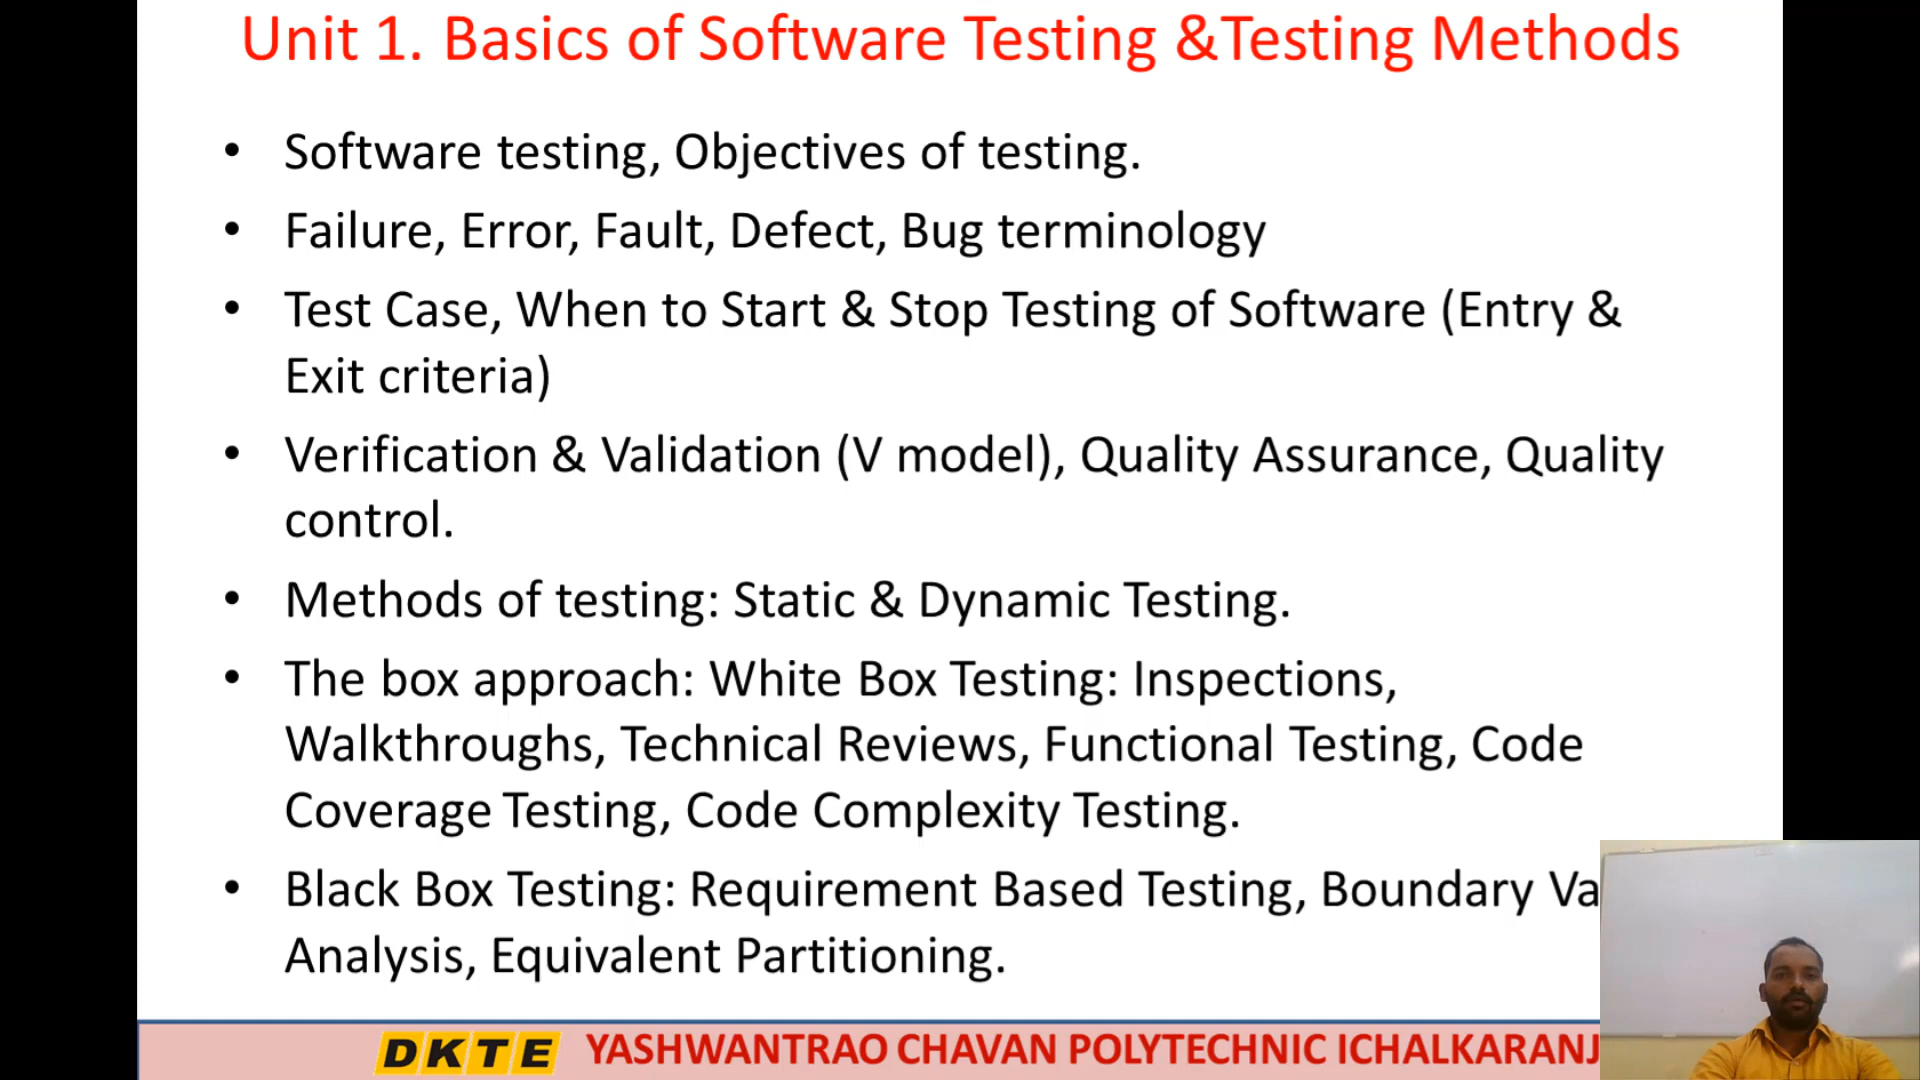 Unit 1. Basics of Software Testing &Testing Methods
• Software testing, Objectives of testing.
• Failure, Error, Fault, Defect, Bug terminology
• Test Case, When to Start & Stop Testing of Software (Entry &
Exit criteria)
• Verification & Validation (V model), Quality Assurance, Quality
control.
• Methods of testing: Static & Dynamic Testing.
• The box approach: White Box Testing: Inspections,
Walkthroughs, Technical Reviews, Functional Testing, Code
Coverage Testing, Code Complexity Testing.
• Black Box Testing: Requirement Based Testing, Boundary
Analysis, Equivalent Partitioning.
DKTE YASHWANTRAO CHAVAN POLYTECHNIC